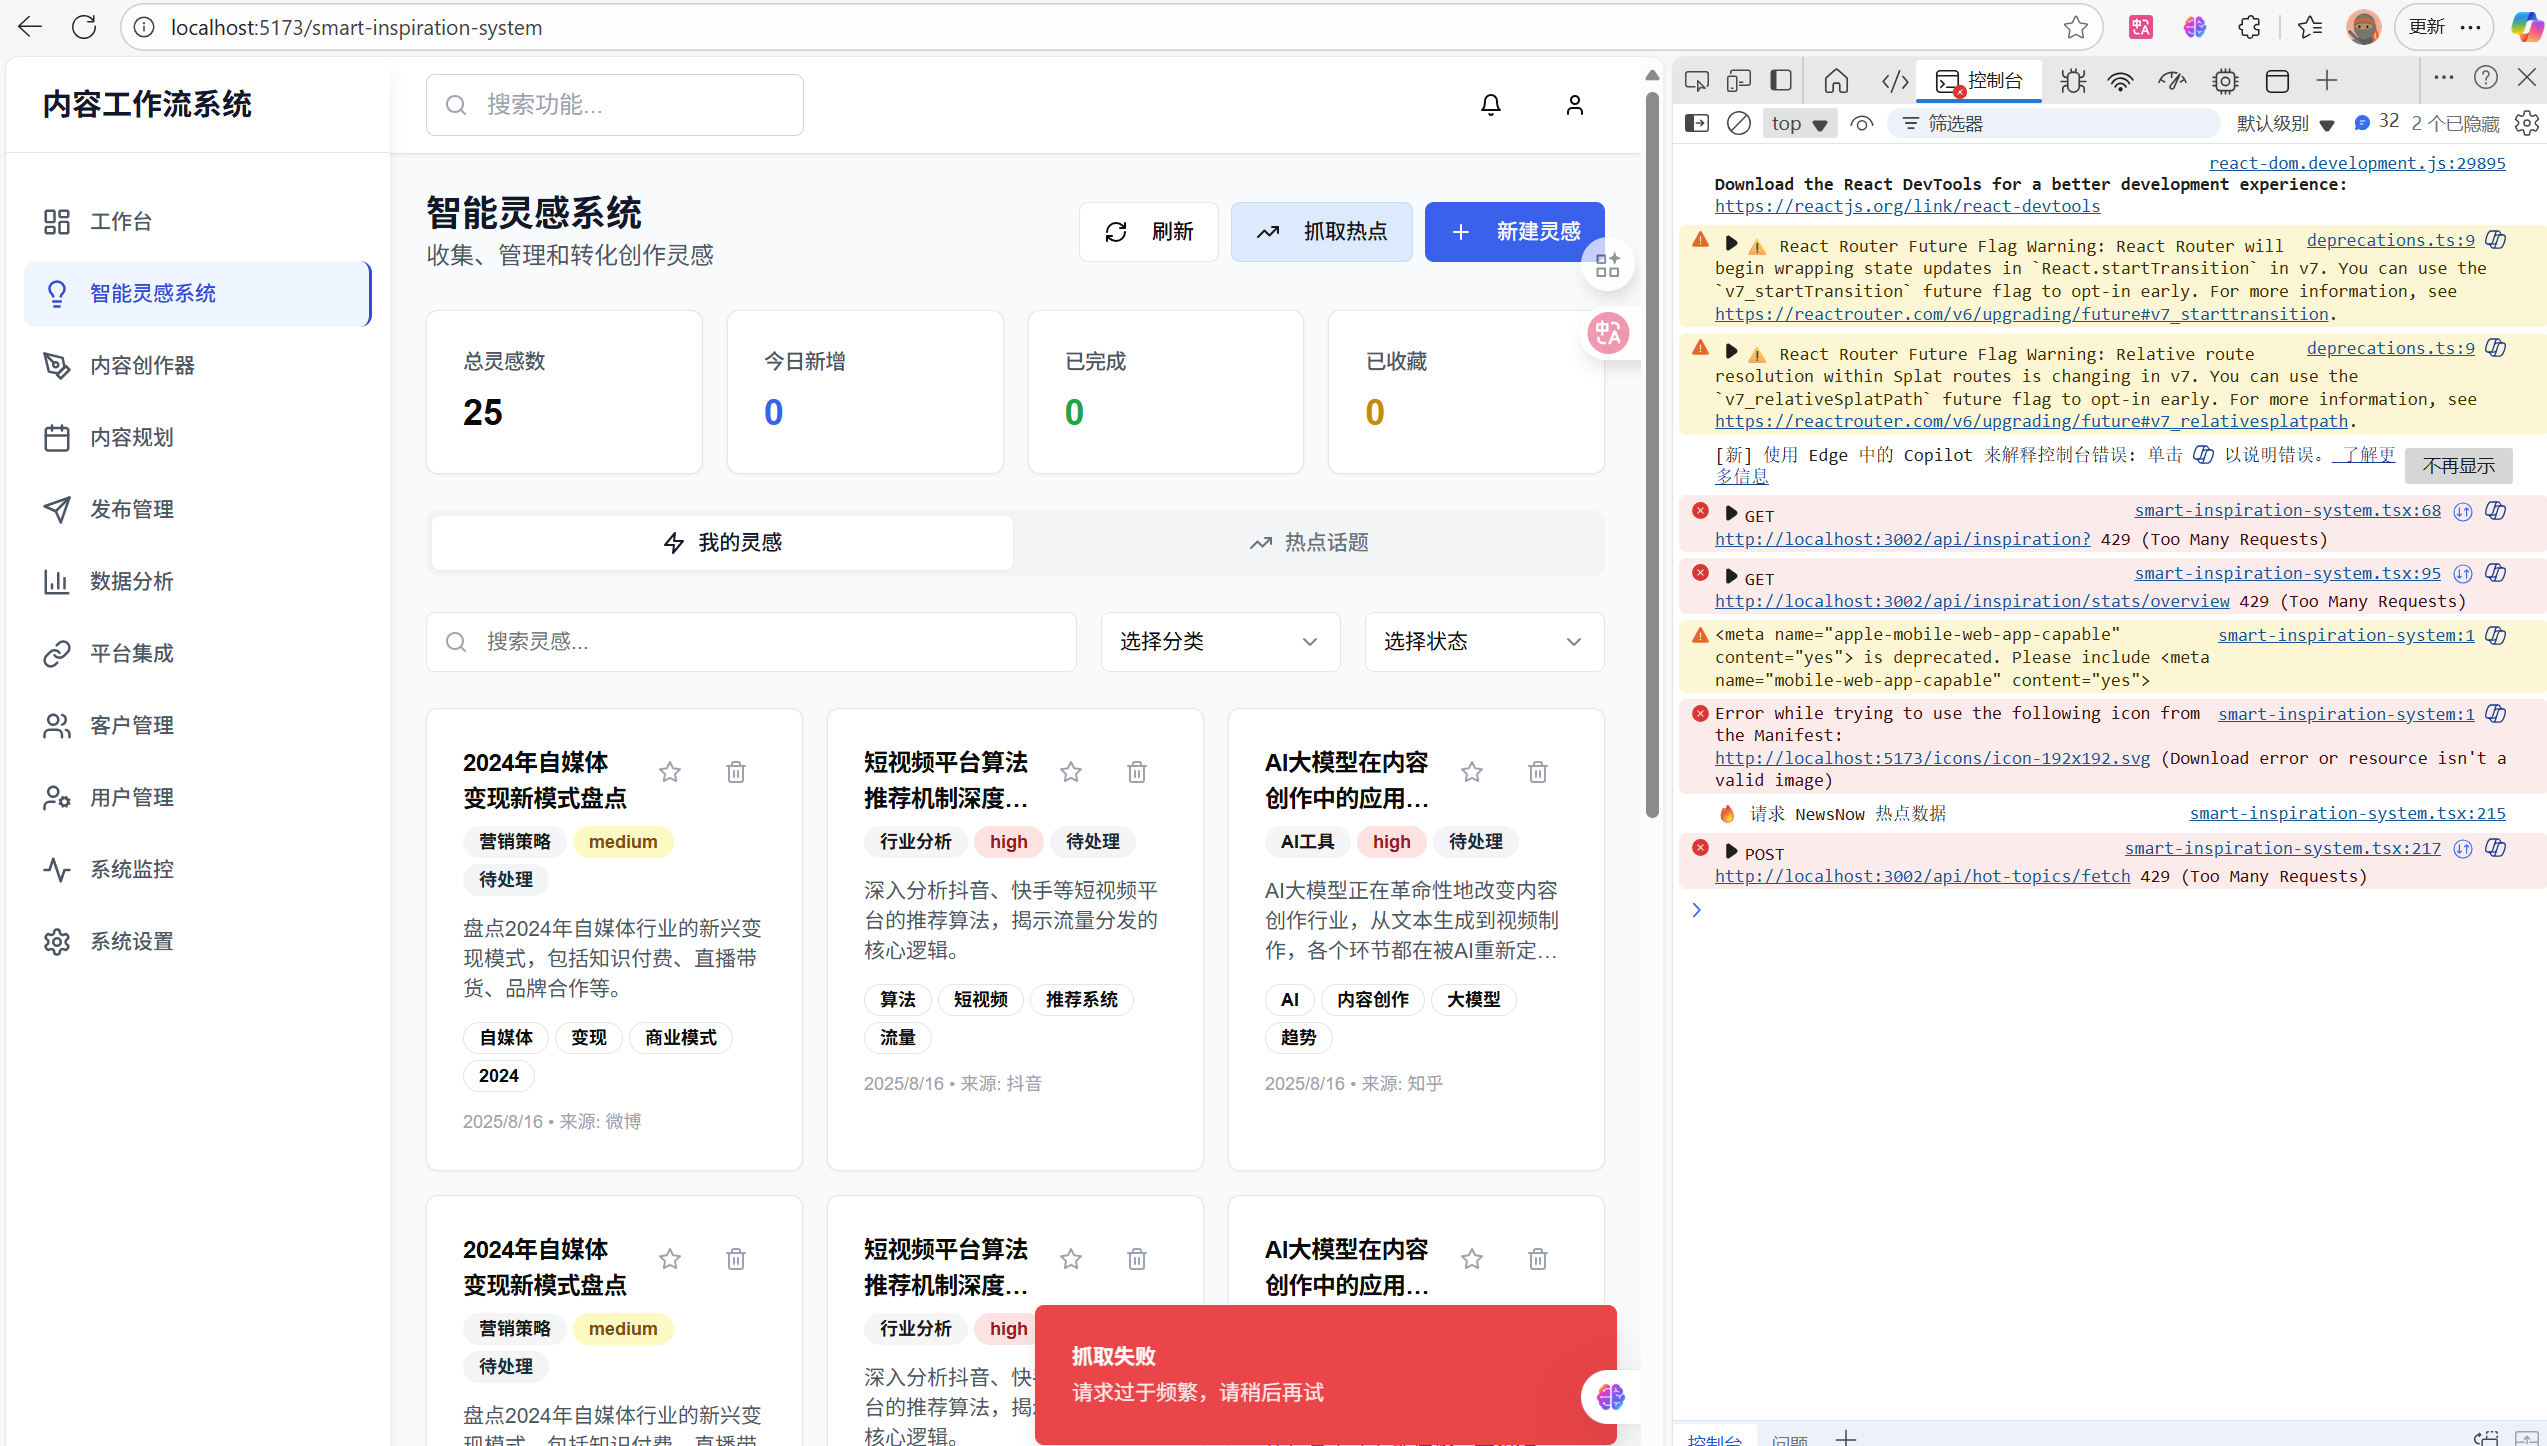 localhost:5173/smart-inspiration-system
更新
内容工作流系统
工作台
智能灵感系统
内容创作器
内容规划
发布管理
数据分析
平台集成
客户管理
用户管理
系统监控
系统设置
搜索功能...
智能灵感系统
收集、管理和转化创作灵感
刷新
抓取热点
新建灵感
总灵感数
25
今日新增
0
已完成
0
已收藏
0
我的灵感
热点话题
搜索灵感...
选择分类
选择状态
2024年自媒体
变现新模式盘点
营销策略 medium
待处理
盘点2024年自媒体行业的新兴变
现模式，包括知识付费、直播带
货、品牌合作等。
自媒体 变现 商业模式
2024
2025/8/16 • 来源: 微博
短视频平台算法
推荐机制深度...
行业分析 high 待处理
深入分析抖音、快手等短视频平
台的推荐算法，揭示流量分发的
核心逻辑。
算法 短视频 推荐系统
流量
2025/8/16 • 来源: 抖音
AI大模型在内容
创作中的应用...
AI工具 high 待处理
AI大模型正在革命性地改变内容
创作行业，从文本生成到视频制
作，各个环节都在被AI重新定...
AI 内容创作 大模型
趋势
2025/8/16 • 来源: 知乎
2024年自媒体
变现新模式盘点
营销策略 medium
待处理
盘点2024年自媒体行业的新兴变
现模式，包括知识付费、直播带
短视频平台算法
推荐机制深度...
行业分析 high
深入分析抖音、快
台的推荐算法，揭
核心逻辑。
AI大模型在内容
创作中的应用...
抓取失败
请求过于频繁，请稍后再试
控制台
top
筛选器
默认级别
32
2 个已隐藏
react-dom.development.js:29895
Download the React DevTools for a better development experience:
https://reactjs.org/link/react-devtools
⚠️ React Router Future Flag Warning: React Router will deprecations.ts:9
begin wrapping state updates in `React.startTransition` in v7. You can use the
`v7_startTransition` future flag to opt-in early. For more information, see
https://reactrouter.com/v6/upgrading/future#v7_starttransition.
⚠️ React Router Future Flag Warning: Relative route deprecations.ts:9
resolution within Splat routes is changing in v7. You can use the
`v7_relativeSplatPath` future flag to opt-in early. For more information, see
https://reactrouter.com/v6/upgrading/future#v7_relativesplatpath.
[新] 使用 Edge 中的 Copilot 来解释控制台错误: 单击 以说明错误。 了解更
多信息
不再显示
GET smart-inspiration-system.tsx:68
http://localhost:3002/api/inspiration? 429 (Too Many Requests)
GET smart-inspiration-system.tsx:95
http://localhost:3002/api/inspiration/stats/overview 429 (Too Many Requests)
<meta name="apple-mobile-web-app-capable" smart-inspiration-system:1
content="yes"> is deprecated. Please include <meta
name="mobile-web-app-capable" content="yes">
Error while trying to use the following icon from smart-inspiration-system:1
the Manifest:
http://localhost:5173/icons/icon-192x192.svg (Download error or resource isn't a
valid image)
🔥 请求 NewsNow 热点数据 smart-inspiration-system.tsx:215
POST smart-inspiration-system.tsx:217
http://localhost:3002/api/hot-topics/fetch 429 (Too Many Requests)
控制台
问题